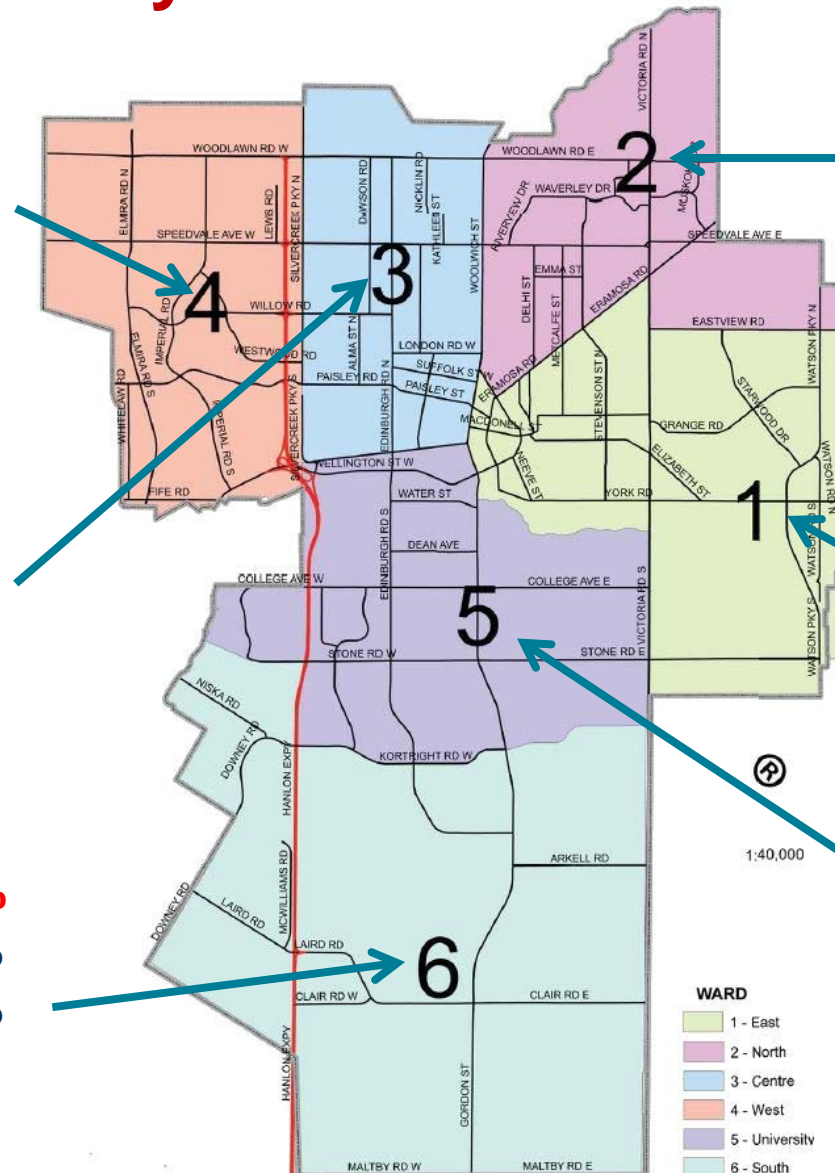 y
VICTORIA RD N
WOODLAWN RD W
WOODLAWN RD E
2
ELMIRA RD N
LEWIS RD
SILVERCREEK PKY N
DAWSON RD
NICKLIN RD
KATHLEEN ST
WOOLWICH ST
RIVERVIEW DR
WAVERLEY DR
SPEEDVALE AVE W
SPEEDVALE AVE E
4
3
EMMA ST
DELHI ST
METCALFE ST
ERAMOSA RD
IMPERIAL RD
WILLOW RD
ELMIRA RD S
WESTWOOD RD
ALMA ST N
LONDON RD W
SUFFOLK ST W
EASTVIEW RD
WATSON PKY N
WHITELAW RD
IMPERIAL RD S
PAISLEY RD
PAISLEY ST
EDINBURGH RD N
ERAMOSA RD
MACDONELL ST
STEVENSON ST N
STARWOOD DR
GRANGE RD
SILVERCREEK PKY S
WELLINGTON ST W
NEEVE ST
ELIZABETH ST
WATSON RD N
FIFE RD
WATER ST
YORK RD
1
WATSON RD S
EDINBURGH RD S
DEAN AVE
COLLEGE AVE W
COLLEGE AVE E
5
VICTORIA RD S
WATSON PKY S
STONE RD W
STONE RD E
NISKA RD
DOWNEY RD
KORTRIGHT RD W
HANLON EXPY
®
1:40,000
ARKELL RD
MCWILLIAMS RD
DOWNEY RD
LAIRD RD
LAIRD RD
6
CLAIR RD W
CLAIR RD E
HANLON EXPY
GORDON ST
MALTBY RD W
MALTBY RD E
WARD
1 - East
2 - North
3 - Centre
4 - West
5 - University
6 - South